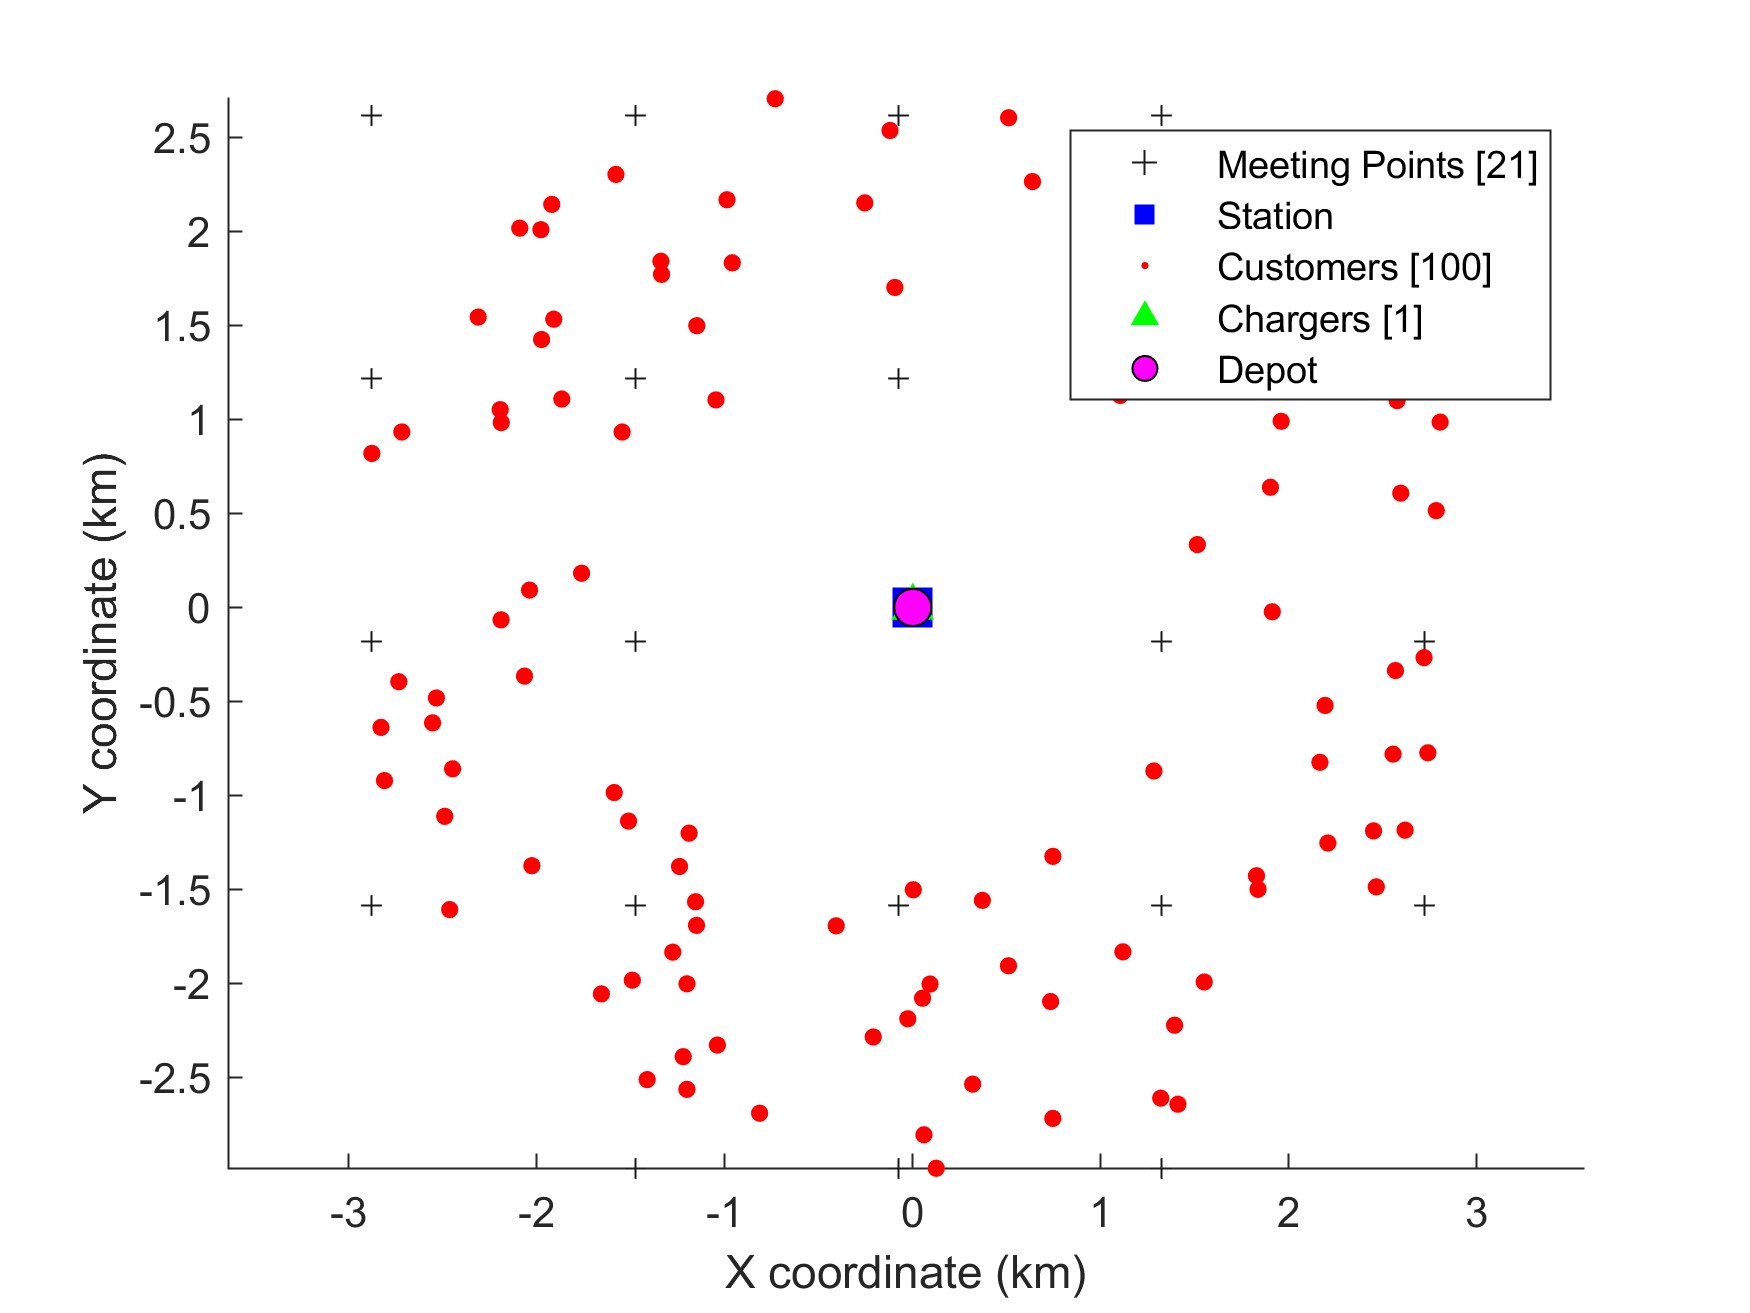 2.5
2
1.5
1
0.5
0
-0.5
-1
-1.5
-2
-2.5
Y coordinate (km)
Meeting Points [21]
Station
Customers [100]
Chargers [1]
Depot
-3 -2 -1 0 1 2 3
X coordinate (km)